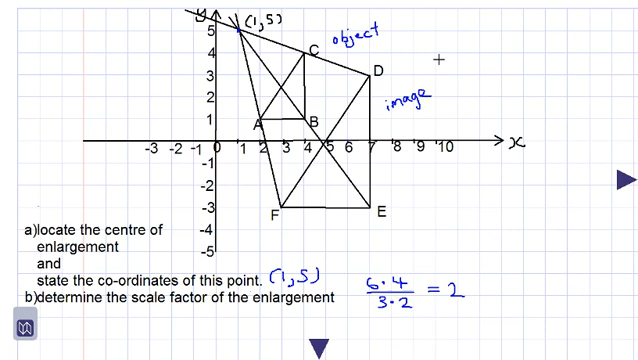 y
(1,5)
5
C
object
4
D
3
2
image
1
A
B
-3 -2 -1 0 1 2 3 4 5 6 7 8 9 10
x
-1
-2
-3
F
E
-4
-5
a)locate the centre of
enlargement
and
state the co-ordinates of this point. (1,5)
b)determine the scale factor of the enlargement
6.4
3.2
= 2